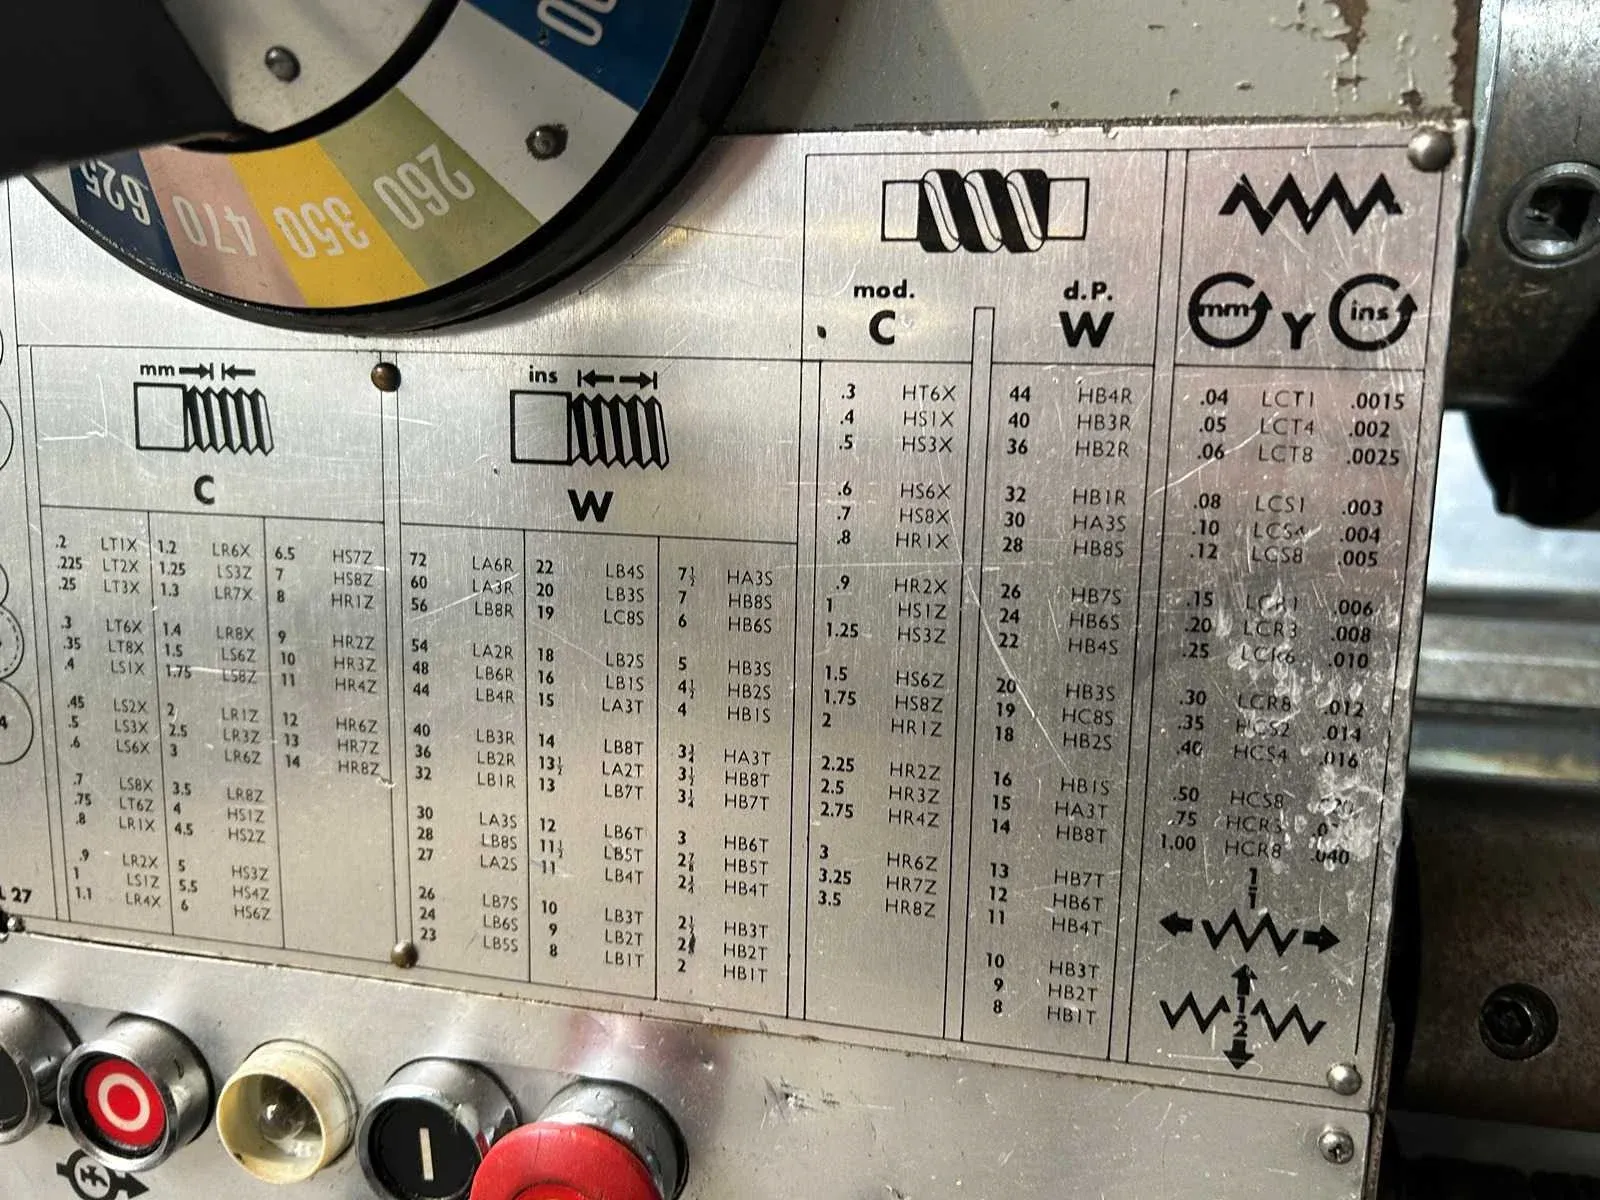 625
470
350
260
mod. d.P.
C W
mm Y ins
mm
C
ins
W
.2 LT1X 1.2 LR6X 6.5 HS7Z
.225 LT2X 1.25 LS3Z 7 HS8Z
.25 LT3X 1.3 LR7X 8 HR1Z
.3 LT6X 1.4 LR8X 9 HR2Z
.35 LT8X 1.5 LS6Z 10 HR3Z
.4 LS1X 1.75 LS8Z 11 HR4Z
.45 LS2X 2 LR1Z 12 HR6Z
.5 LS3X 2.5 LR3Z 13 HR7Z
.6 LS6X 3 LR6Z 14 HR8Z
.7 LS8X 3.5 LR8Z
.75 LT6Z 4 HS1Z
.8 LR1X 4.5 HS2Z
.9 LR2X 5 HS3Z
1 LS1Z 5.5 HS4Z
1.1 LR4X 6 HS6Z
72 LA6R 22 LB4S 7½ HA3S
60 LA3R 20 LB3S 7 HB8S
56 LB8R 19 LC8S 6 HB6S
54 LA2R 18 LB2S 5 HB3S
48 LB6R 16 LB1S 4½ HB2S
44 LB4R 15 LA3T 4 HB1S
40 LB3R 14 LB8T HA3T
36 LB2R 13½ LA2T 3½ HB8T
32 LB1R 13 LB7T 3¼ HB7T
30 LA3S 12 LB6T 3 HB6T
28 LB8S 11½ LB5T 2⅞ HB5T
27 LA2S 11 LB4T HB4T
26 LB7S 10 LB3T 2½ HB3T
24 LB6S 9 LB2T HB2T
23 LB5S 8 LB1T 2 HB1T
.3 HT6X 44 HB4R
.4 HS1X 40 HB3R
.5 HS3X 36 HB2R
.6 HS6X 32 HB1R
.7 HS8X 30 HA3S
.8 HR1X 28 HB8S
.9 HR2X 26 HB7S
1 HS1Z 24 HB6S
1.25 HS3Z 22 HB4S
1.5 HS6Z 20 HB3S
1.75 HS8Z 19 HC8S
2 HR1Z 18 HB2S
2.25 HR2Z 16 HB1S
2.5 HR3Z 15 HA3T
2.75 HR4Z 14 HB8T
3 HR6Z 13 HB7T
3.25 HR7Z 12 HB6T
3.5 HR8Z 11 HB4T
10 HB3T
9 HB2T
8 HB1T
.04 LCT1 .0015
.05 LCT4 .002
.06 LCT8 .0025
.08 LCS1 .003
.10 LCS4 .004
.12 LCS8 .005
.15 LCR1 .006
.20 LCR3 .008
.25 LCR6 .010
.30 LCR8 .012
.35 HCS2 .014
.40 HCS4 .016
.50 HCS8
.75 HCR3
1.00 HCR8 .040
1
1
1
2
27